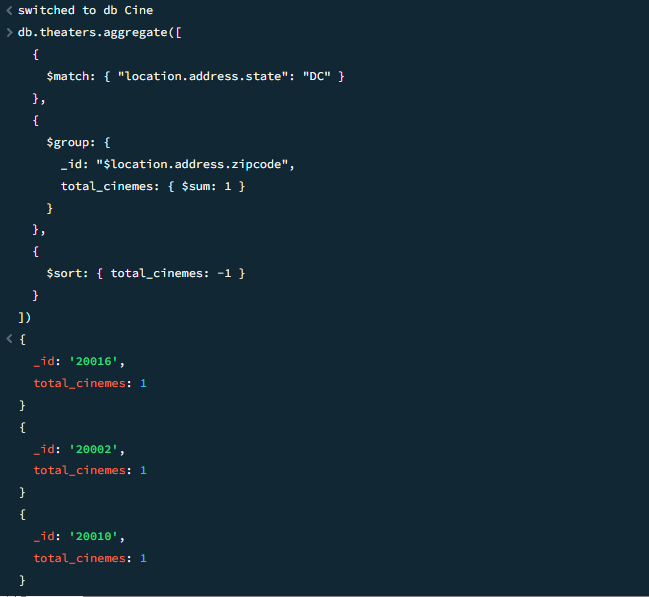 switched to db Cine
db.theaters.aggregate([
  {
    $match: { "location.address.state": "DC" }
  },
  {
    $group: {
      _id: "$location.address.zipcode",
      total_cinemes: { $sum: 1 }
    }
  },
  {
    $sort: { total_cinemes: -1 }
  }
])
{
  _id: '20016',
  total_cinemes: 1
}
{
  _id: '20002',
  total_cinemes: 1
}
{
  _id: '20010',
  total_cinemes: 1
}